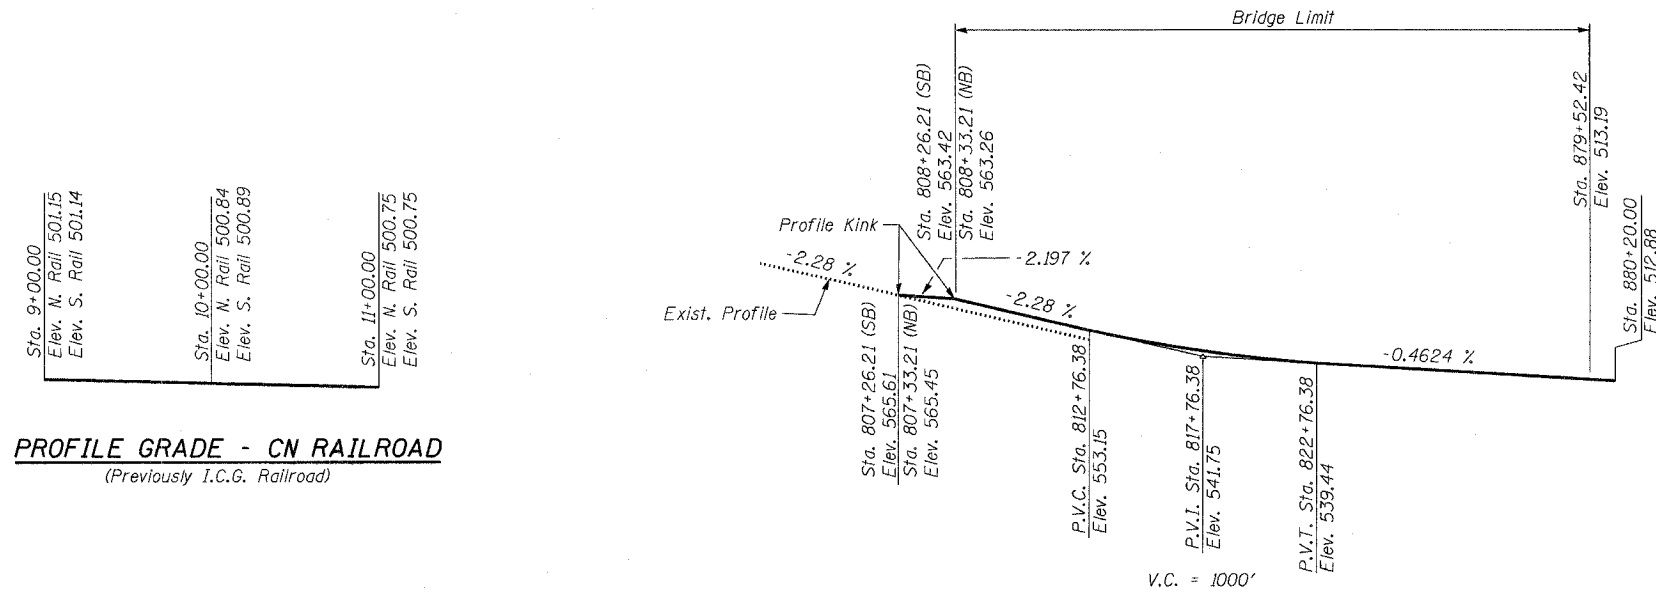 Sta. 9+00.00
Elev. N. Rail 501.15
Elev. S. Rail 501.14
Sta. 10+00.00
Elev. N. Rail 500.84
Elev. S. Rail 500.89
Sta. 11+00.00
Elev. N. Rail 500.75
Elev. S. Rail 500.75
PROFILE GRADE - CN RAILROAD
(Previously I.C.G. Railroad)
Bridge Limit
Sta. 808+26.21 (SB)
Elev. 563.42
Sta. 808+33.21 (NB)
Elev. 563.26
Sta. 879+52.42
Elev. 513.19
Profile Kink
-2.28 %
-2.197 %
Exist. Profile
-2.28 %
-0.4624 %
Sta. 880+20.00
Elev. 512.88
Sta. 807+26.21 (SB)
Elev. 565.61
Sta. 807+33.21 (NB)
Elev. 565.45
P.V.C. Sta. 812+76.38
Elev. 553.15
P.V.I. Sta. 817+76.38
Elev. 541.75
P.V.T. Sta. 822+76.38
Elev. 539.44
V.C. = 1000'